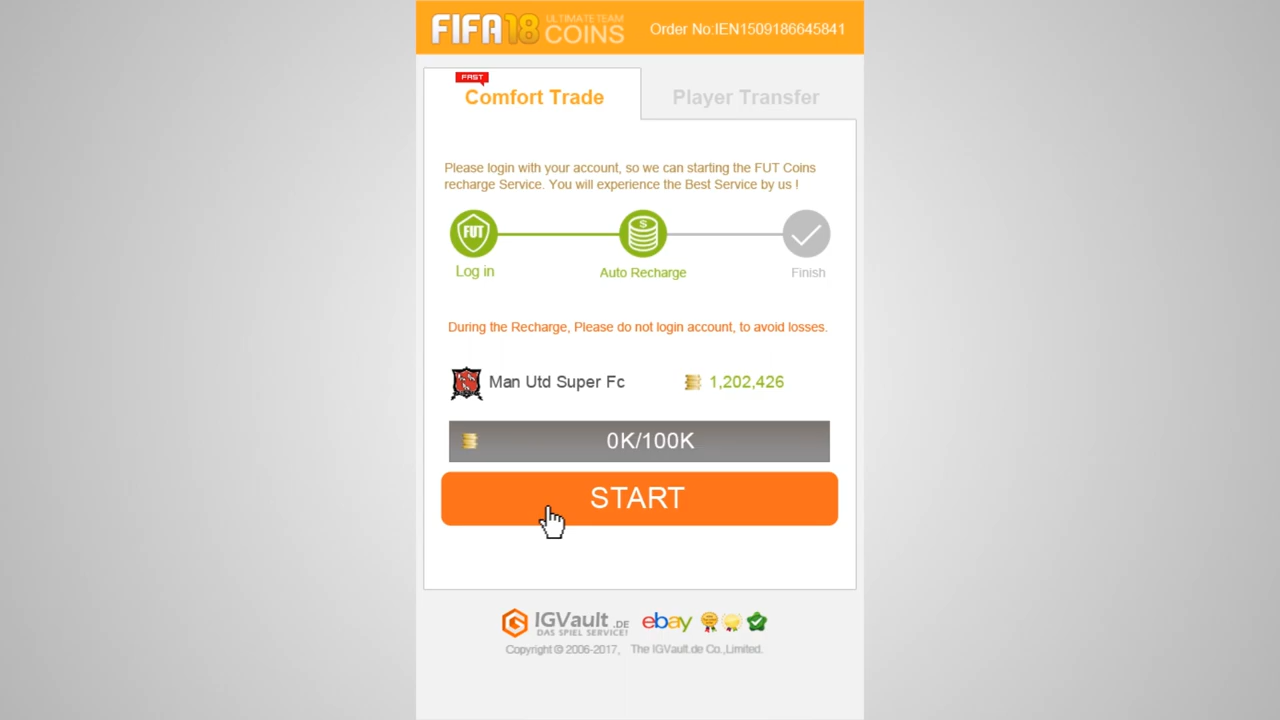 FIFA 18 ULTIMATE TEAM COINS
Order No:IEN1509186645841
FAST
Comfort Trade
Player Transfer
Please login with your account, so we can starting the FUT Coins
recharge Service. You will experience the Best Service by us !
FUT
$
Log in
Auto Recharge
Finish
During the Recharge, Please do not login account, to avoid losses.
Man Utd Super Fc
1,202,426
0K/100K
START
IGVault.DE
DAS SPIEL SERVICE!
ebay
Copyright © 2006-2017, The IGVault.de Co.,Limited.